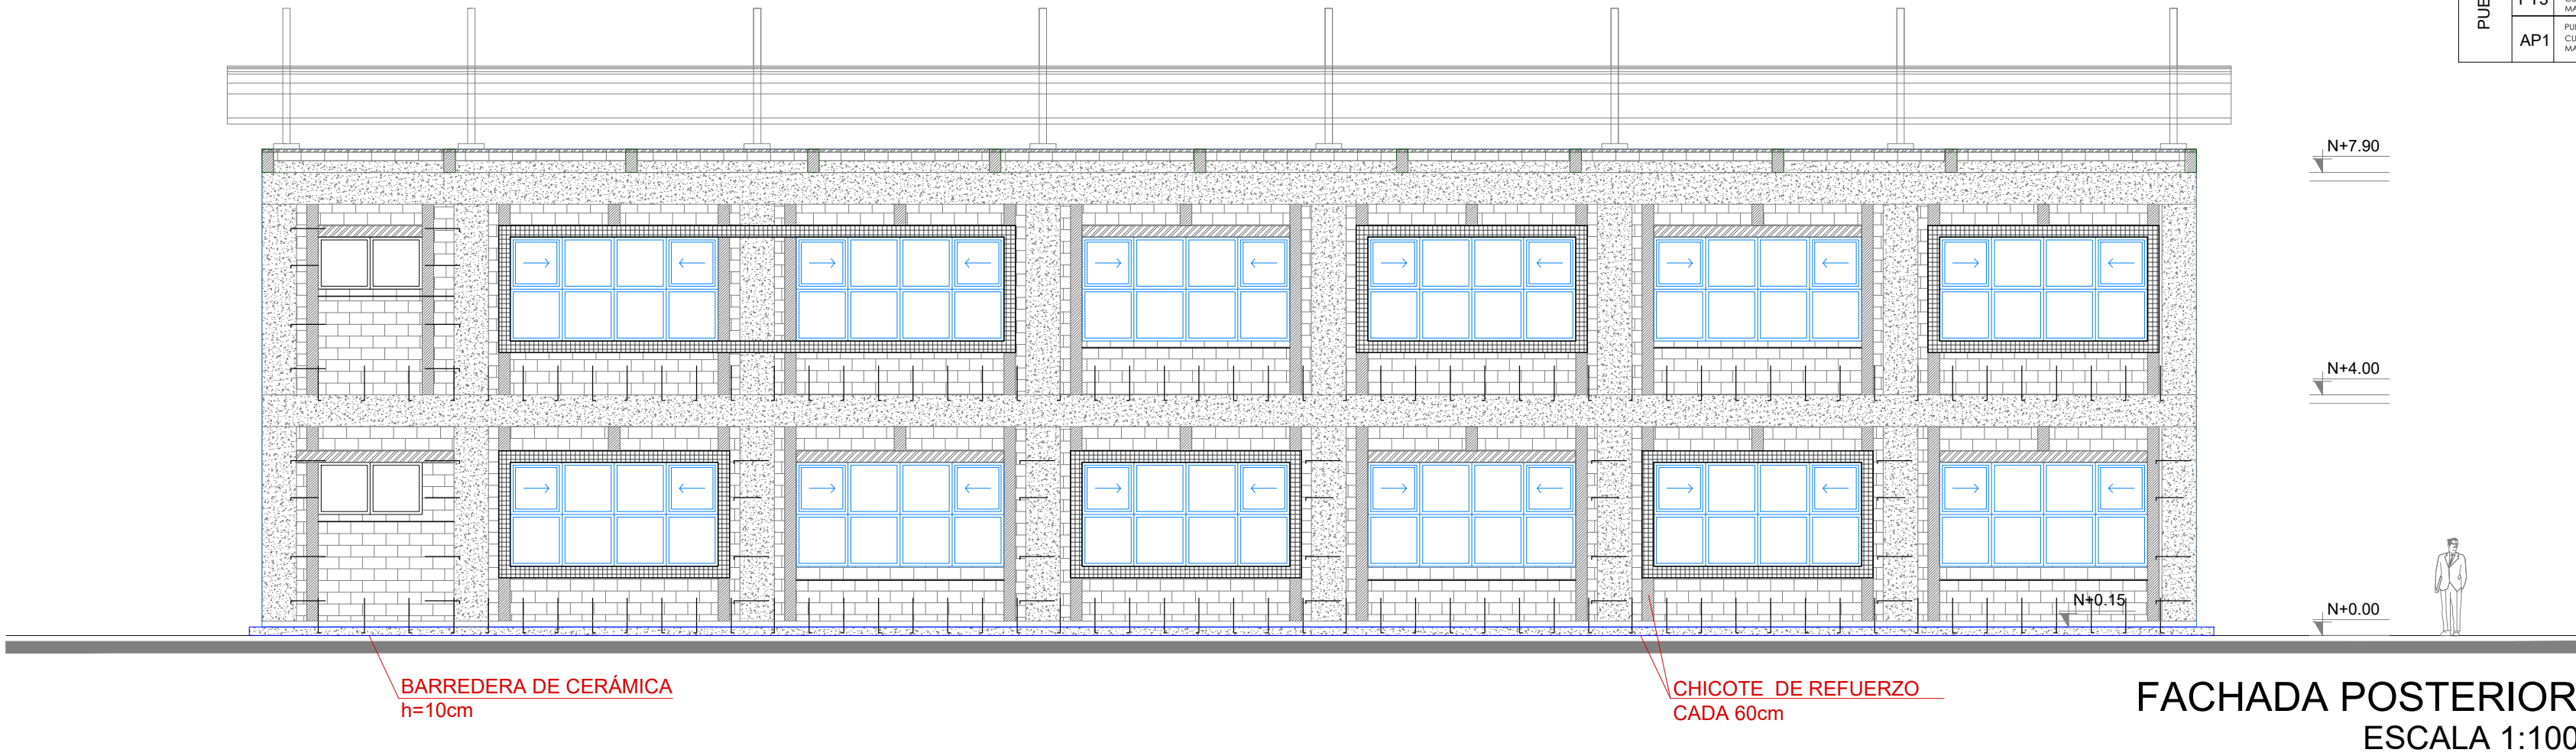 AP1
N+7.90
N+4.00
N+0.15
N+0.00
BARREDERA DE CERÁMICA
h=10cm
CHICOTE DE REFUERZO
CADA 60cm
FACHADA POSTERIOR
ESCALA 1:100